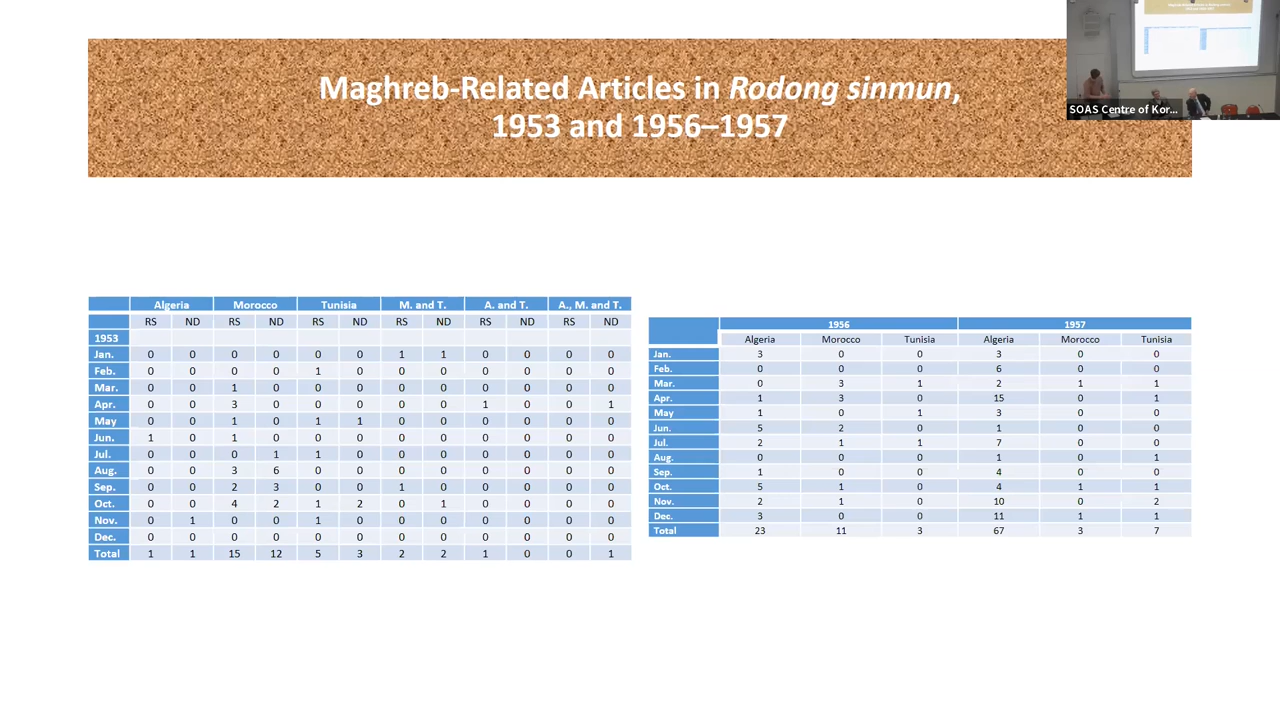 Maghreb-Related Articles in Rodong sinmun,
1953 and 1956–1957
SOAS Centre of Kor...
Algeria Morocco Tunisia M. and T. A. and T. A., M. and T.
RS ND RS ND RS ND RS ND RS ND RS ND
1953
Jan. 0 0 0 0 0 0 1 1 0 0 0 0
Feb. 0 0 0 0 1 0 0 0 0 0 0 0
Mar. 0 0 1 0 0 0 0 0 0 0 0 0
Apr. 0 0 3 0 0 0 0 0 1 0 0 1
May 0 0 1 0 1 1 0 0 0 0 0 0
Jun. 1 0 1 0 0 0 0 0 0 0 0 0
Jul. 0 0 0 1 1 0 0 0 0 0 0 0
Aug. 0 0 3 6 0 0 0 0 0 0 0 0
Sep. 0 0 2 3 0 0 1 0 0 0 0 0
Oct. 0 0 4 2 1 2 0 1 0 0 0 0
Nov. 0 1 0 0 1 0 0 0 0 0 0 0
Dec. 0 0 0 0 0 0 0 0 0 0 0 0
Total 1 1 15 12 5 3 2 2 1 0 0 1
1956 1957
Algeria Morocco Tunisia Algeria Morocco Tunisia
Jan. 3 0 0 3 0 0
Feb. 0 0 0 6 0 0
Mar. 0 3 1 2 1 1
Apr. 1 3 0 15 0 1
May 1 0 1 3 0 0
Jun. 5 2 0 1 0 0
Jul. 2 1 1 7 0 0
Aug. 0 0 0 1 0 1
Sep. 1 0 0 4 0 0
Oct. 5 1 0 4 1 1
Nov. 2 1 0 10 0 2
Dec. 3 0 0 11 1 1
Total 23 11 3 67 3 7